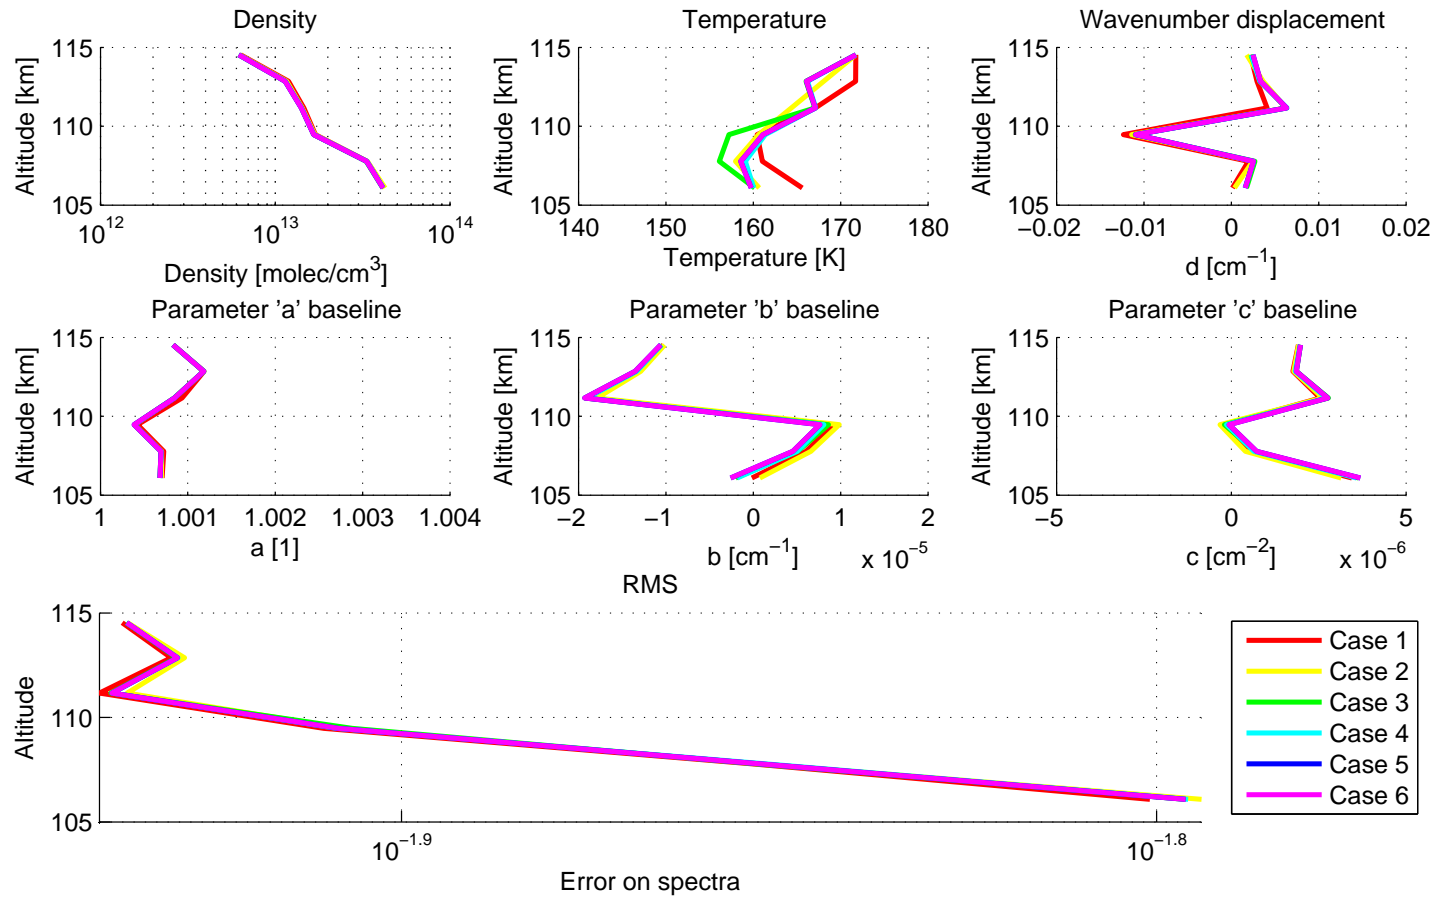 Density
Altitude [km]
115
110
105
10^12
10^13
10^14
Density [molec/cm^3]
Temperature
Altitude [km]
115
110
105
140
150
160
170
180
Temperature [K]
Wavenumber displacement
Altitude [km]
115
110
105
−0.02
−0.01
0
0.01
0.02
d [cm^−1]
Parameter ’a’ baseline
Altitude [km]
115
110
105
1
1.001
1.002
1.003
1.004
a [1]
Parameter ’b’ baseline
Altitude [km]
115
110
105
−2
−1
0
1
2
b [cm^−1]
x 10^−5
Parameter ’c’ baseline
Altitude [km]
115
110
105
−5
0
5
c [cm^−2]
x 10^−6
RMS
Altitude
115
110
105
10^−1.9
10^−1.8
Error on spectra
Case 1
Case 2
Case 3
Case 4
Case 5
Case 6